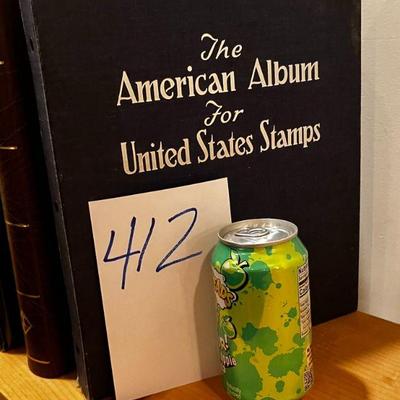 The
American Album
For
United States Stamps
412